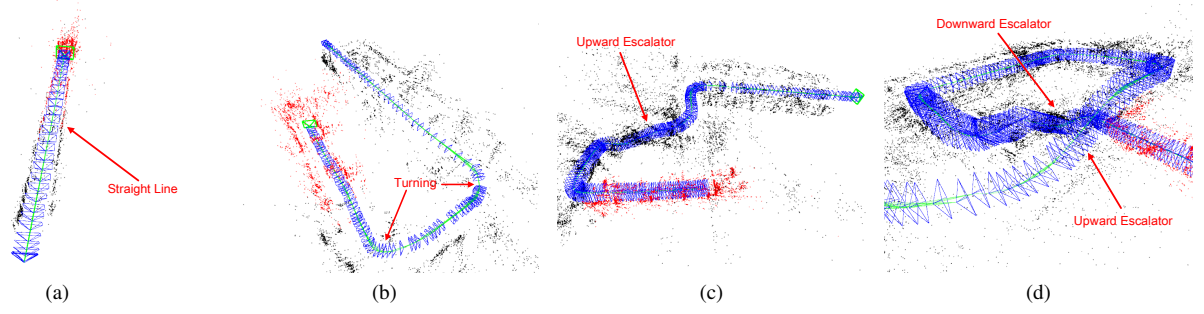 Straight Line
(a)
Turning
(b)
Upward Escalator
(c)
Downward Escalator
Upward Escalator
(d)